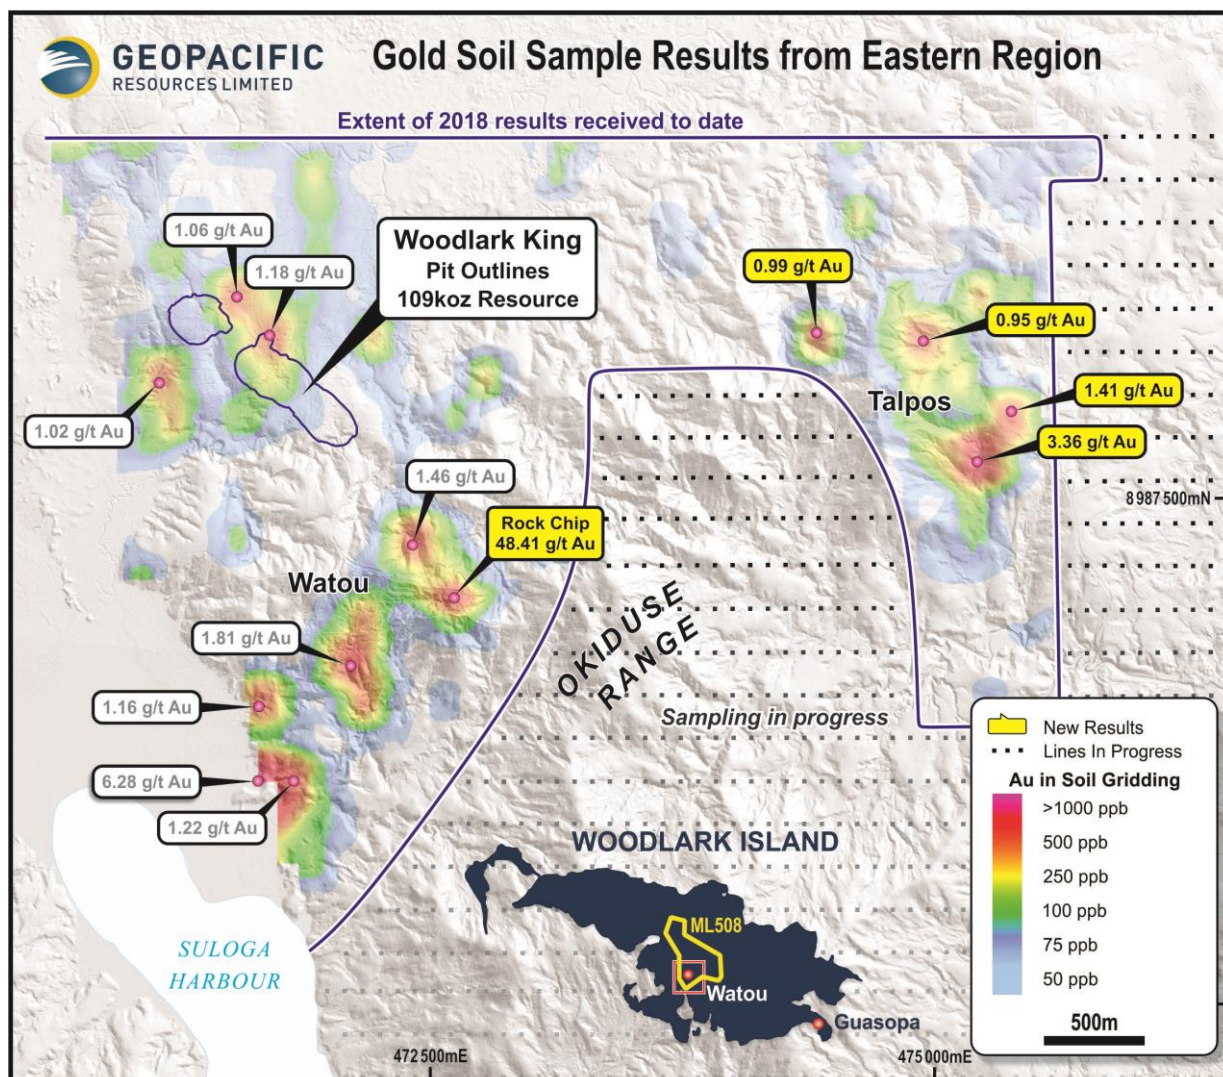 GEOPACIFIC
RESOURCES LIMITED
Gold Soil Sample Results from Eastern Region
Extent of 2018 results received to date
1.06 g/t Au
1.18 g/t Au
Woodlark King
Pit Outlines
109koz Resource
0.99 g/t Au
0.95 g/t Au
1.02 g/t Au
Talpos
1.41 g/t Au
3.36 g/t Au
1.46 g/t Au
8 987 500mN
Rock Chip
48.41 g/t Au
Watou
1.81 g/t Au
OKIDUSE
RANGE
1.16 g/t Au
Sampling in progress
6.28 g/t Au
1.22 g/t Au
New Results
Lines In Progress
Au in Soil Gridding
>1000 ppb
500 ppb
250 ppb
100 ppb
75 ppb
50 ppb
500m
WOODLARK ISLAND
ML508
Watou
Guasopa
SULOGA
HARBOUR
472 500mE
475 000mE